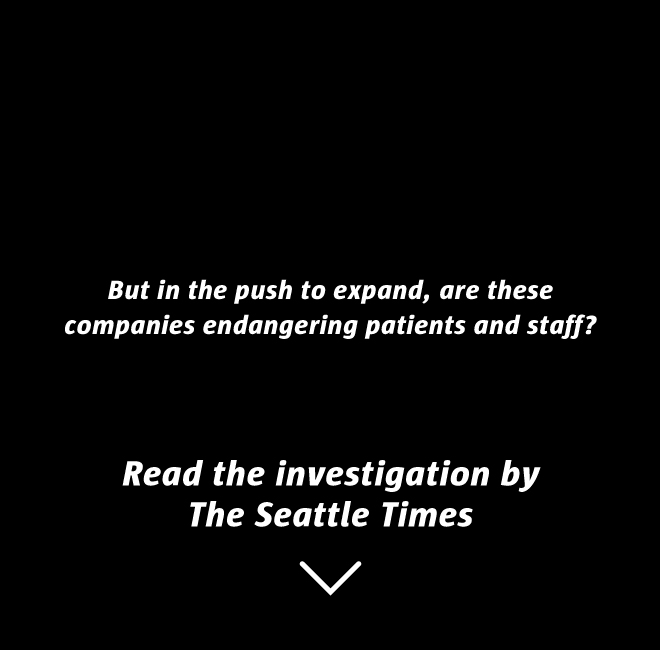 But in the push to expand, are these
companies endangering patients and staff?
Read the investigation by
The Seattle Times